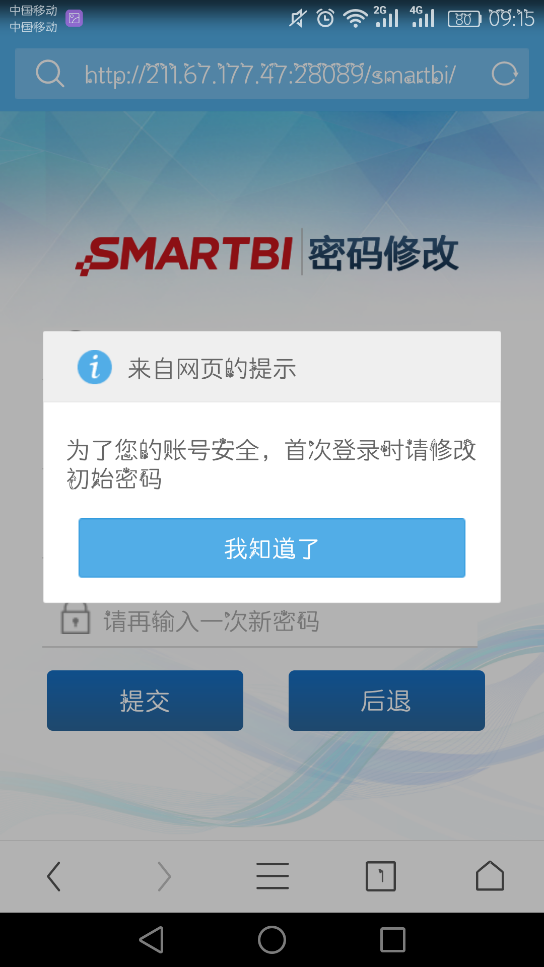 中国移动
中国移动
2G 4G 80 09:15
http://211.67.177.47:28089/smartbi/
SMARTBI 密码修改
来自网页的提示
为了您的账号安全，首次登录时请修改
初始密码
我知道了
请再输入一次新密码
提交 后退
1